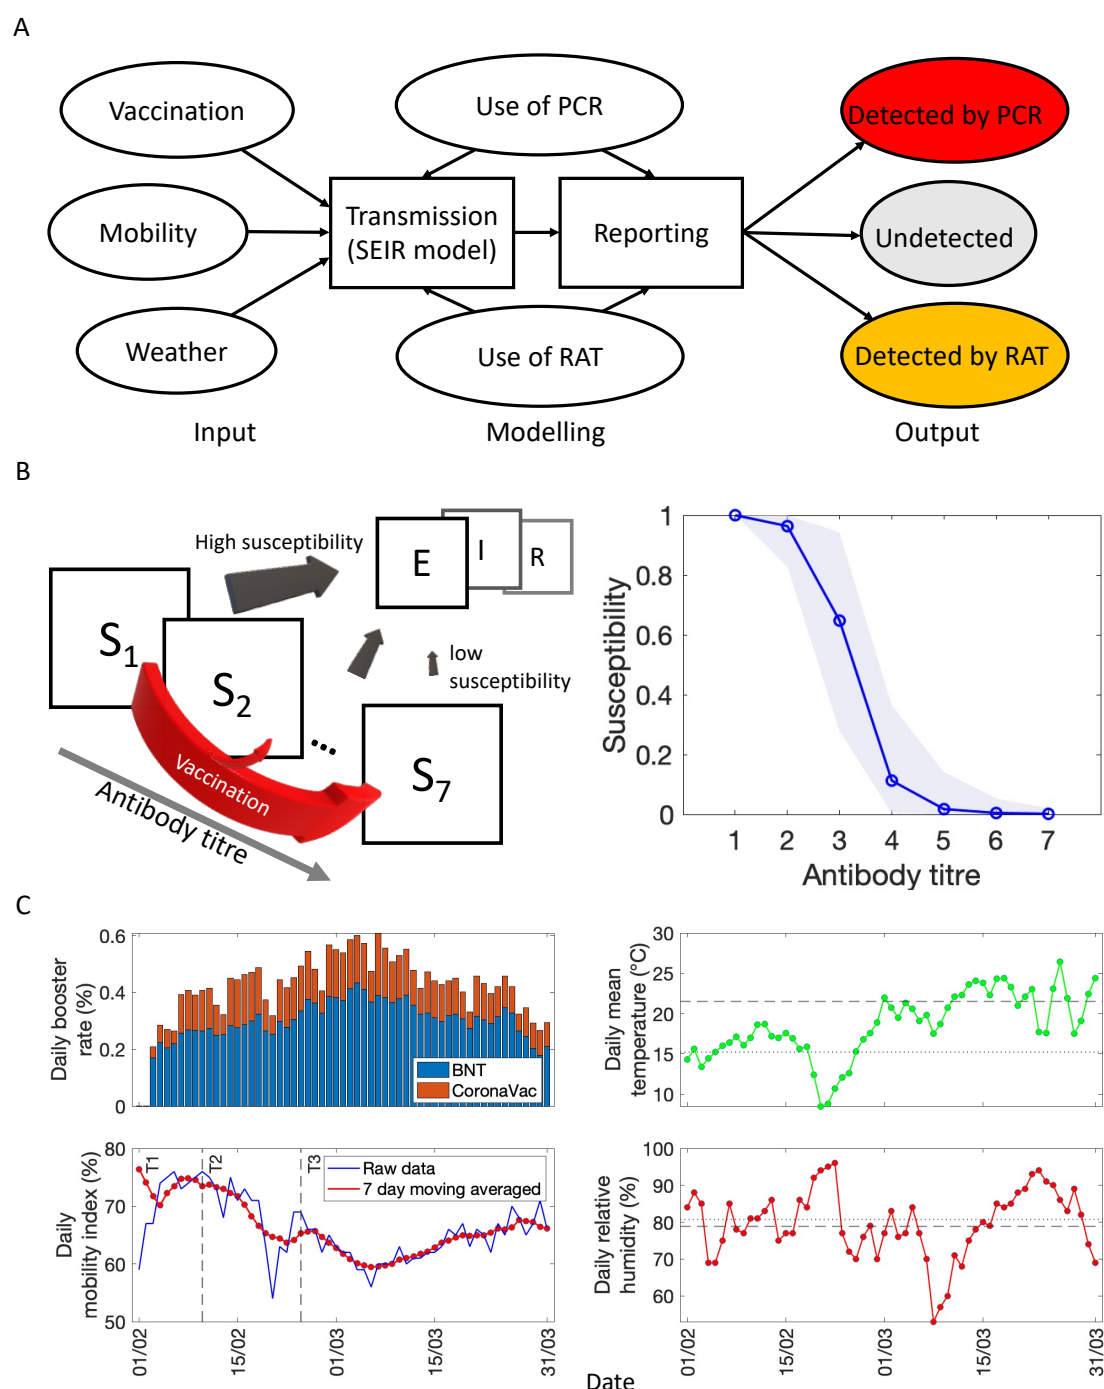 A
Vaccination
Use of PCR
Detected by PCR
Mobility
Transmission
(SEIR model)
Reporting
Undetected
Weather
Use of RAT
Detected by RAT
Input
Modelling
Output
B
High susceptibility
E
I
R
S1
S2
...
S7
low
susceptibility
Vaccination
Antibody titre
Susceptibility
1
0.8
0.6
0.4
0.2
0
1 2 3 4 5 6 7
Antibody titre
C
Daily booster
rate (%)
0.6
0.4
0.2
0
BNT
CoronaVac
Daily mean
temperature (°C)
30
25
20
15
10
Daily
mobility index (%)
80
70
60
50
T1
T2
T3
Raw data
7 day moving averaged
01/02
15/02
01/03
15/03
31/03
Daily relative
humidity (%)
100
90
80
70
60
01/02
15/02
01/03
15/03
31/03
Date